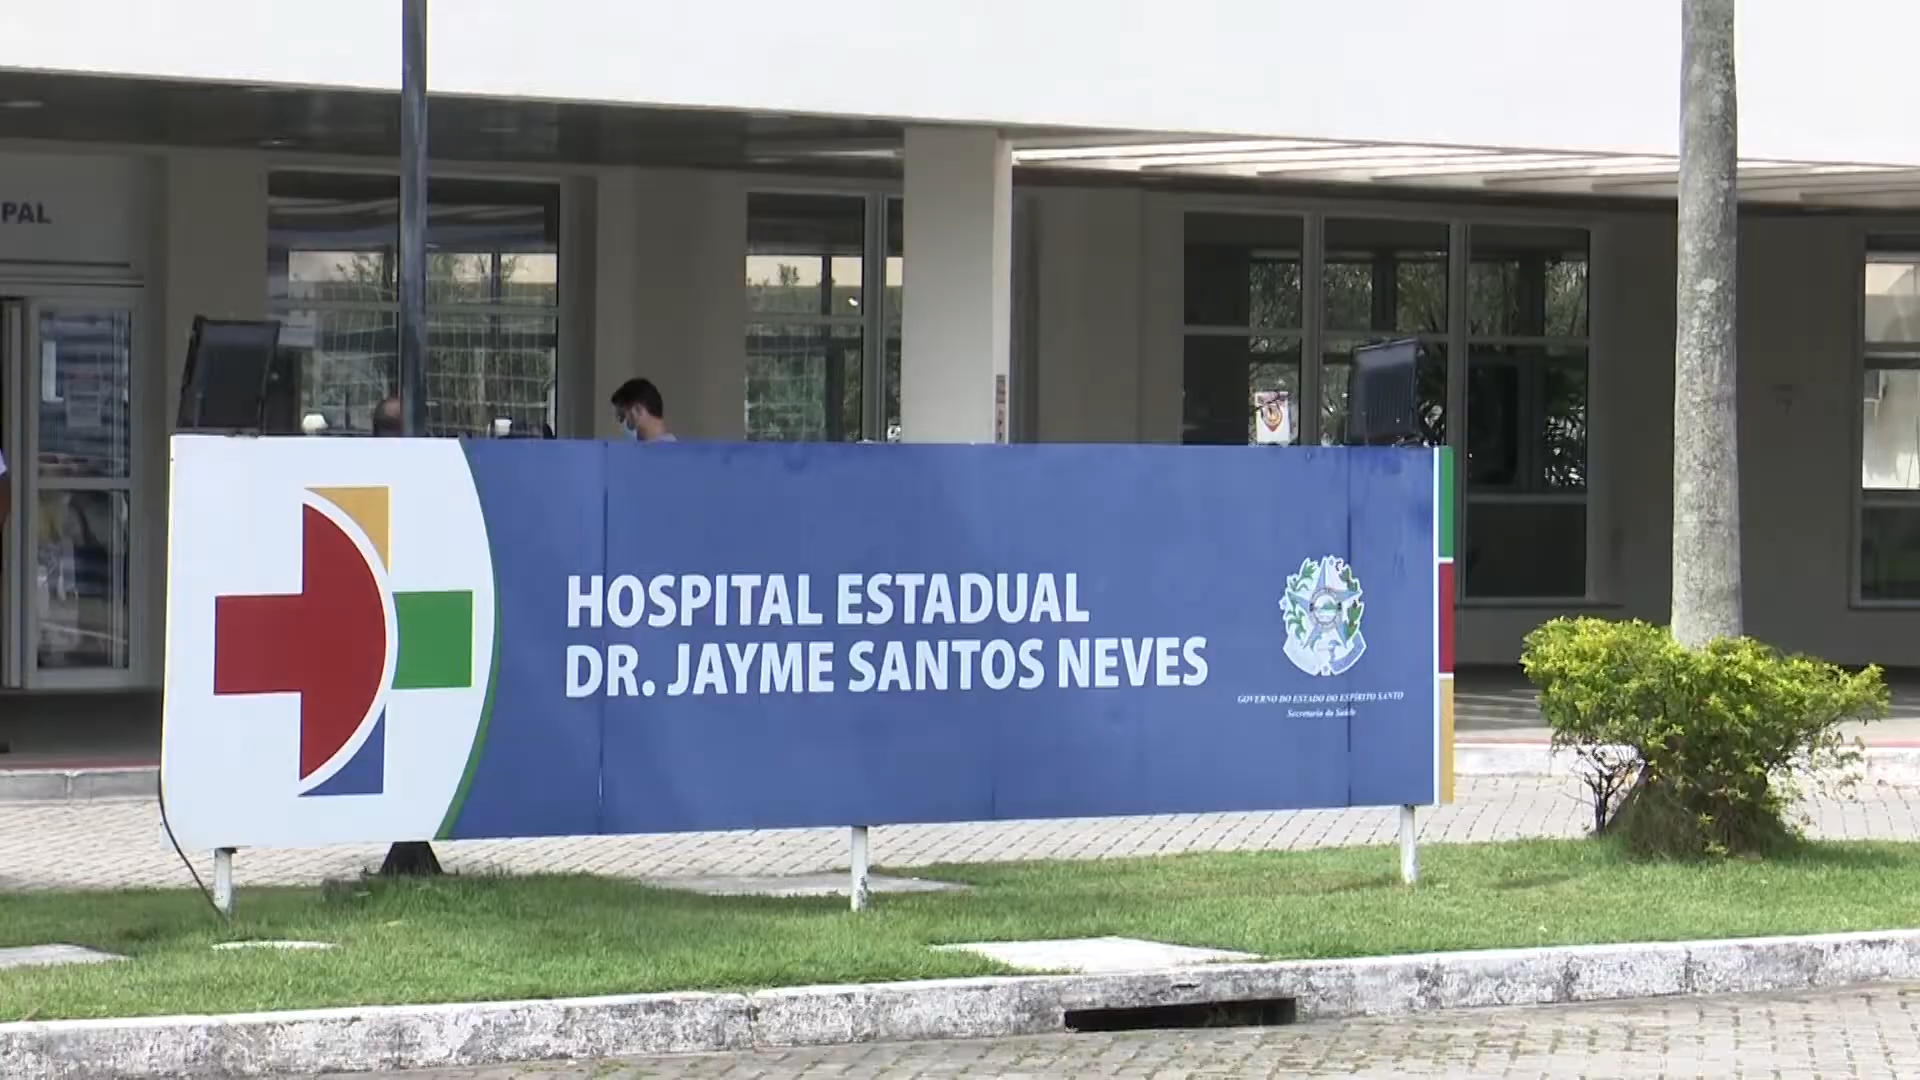 PAL
HOSPITAL ESTADUAL
DR. JAYME SANTOS NEVES
GOVERNO DO ESTADO DO ESPÍRITO SANTO
Secretaria da Saúde